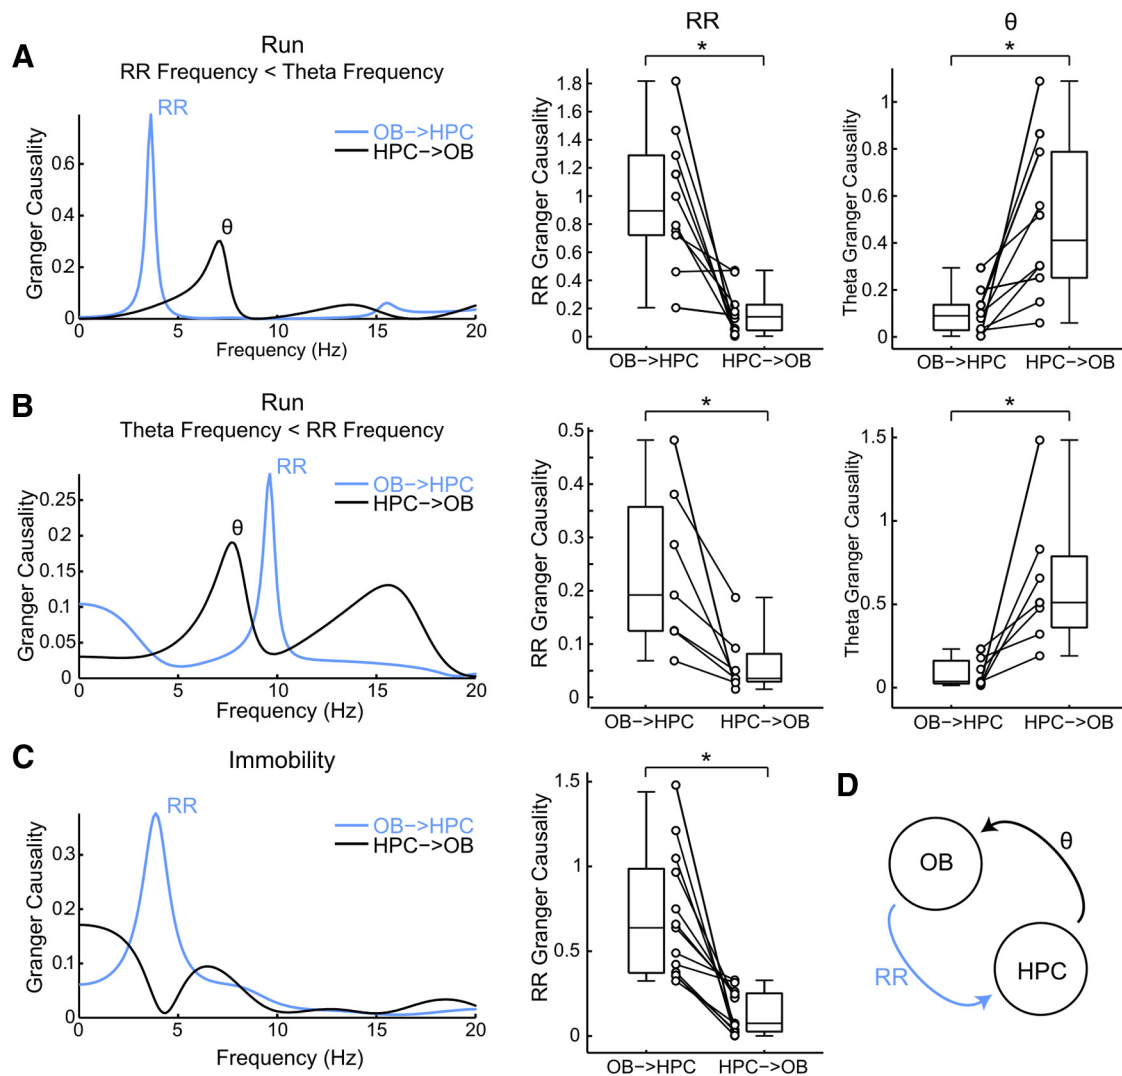 A
Run
RR Frequency < Theta Frequency
RR
θ
OB->HPC
HPC->OB
Granger Causality
0.6
0.4
0.2
0
0 5 10 15 20
Frequency (Hz)
RR
*
RR Granger Causality
1.8
1.6
1.4
1.2
1
0.8
0.6
0.4
0.2
0
OB->HPC HPC->OB
θ
*
Theta Granger Causality
1
0.8
0.6
0.4
0.2
0
OB->HPC HPC->OB
B
Run
Theta Frequency < RR Frequency
RR
θ
OB->HPC
HPC->OB
Granger Causality
0.25
0.2
0.15
0.1
0.05
0
0 5 10 15 20
Frequency (Hz)
*
RR Granger Causality
0.5
0.4
0.3
0.2
0.1
0
OB->HPC HPC->OB
*
Theta Granger Causality
1.5
1
0.5
0
OB->HPC HPC->OB
C
Immobility
RR
OB->HPC
HPC->OB
Granger Causality
0.3
0.2
0.1
0
0 5 10 15 20
Frequency (Hz)
*
RR Granger Causality
1.5
1
0.5
0
OB->HPC HPC->OB
D
OB
θ
HPC
RR